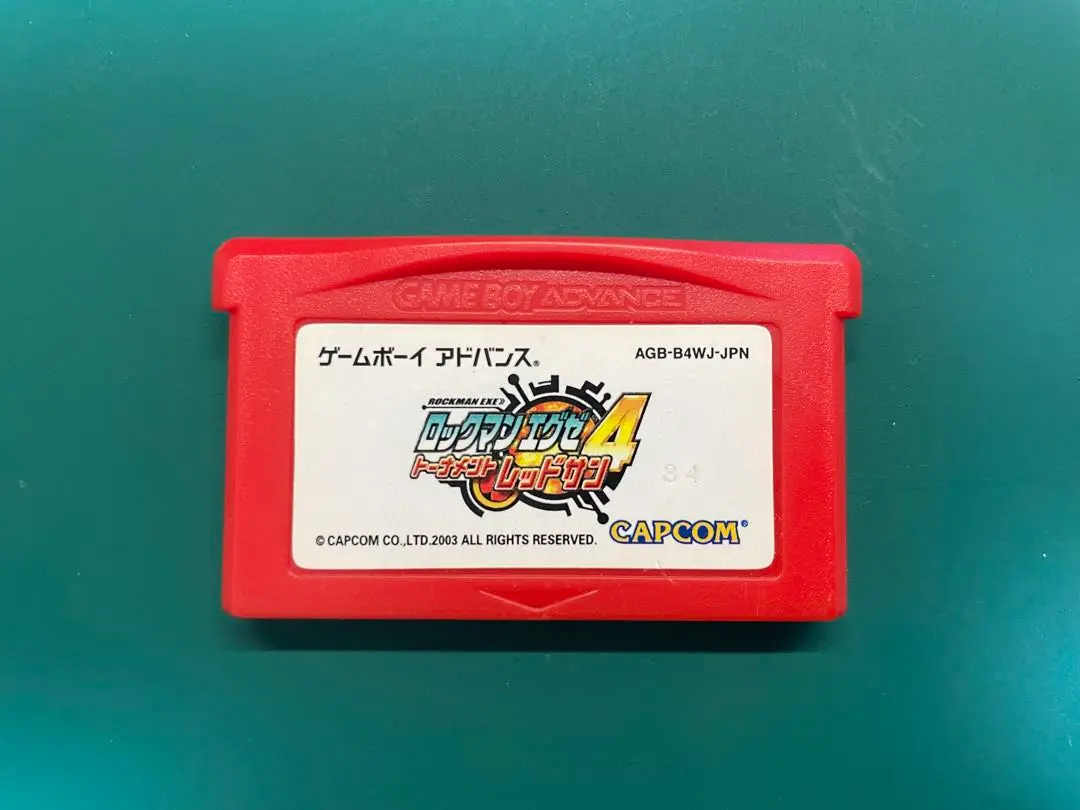 GAME BOY ADVANCE
ゲームボーイ アドバンス®
AGB-B4WJ-JPN
ROCKMAN EXE
ロックマン エグゼ4
トーナメント レッドサン
34
© CAPCOM CO.,LTD.2003 ALL RIGHTS RESERVED.
CAPCOM®